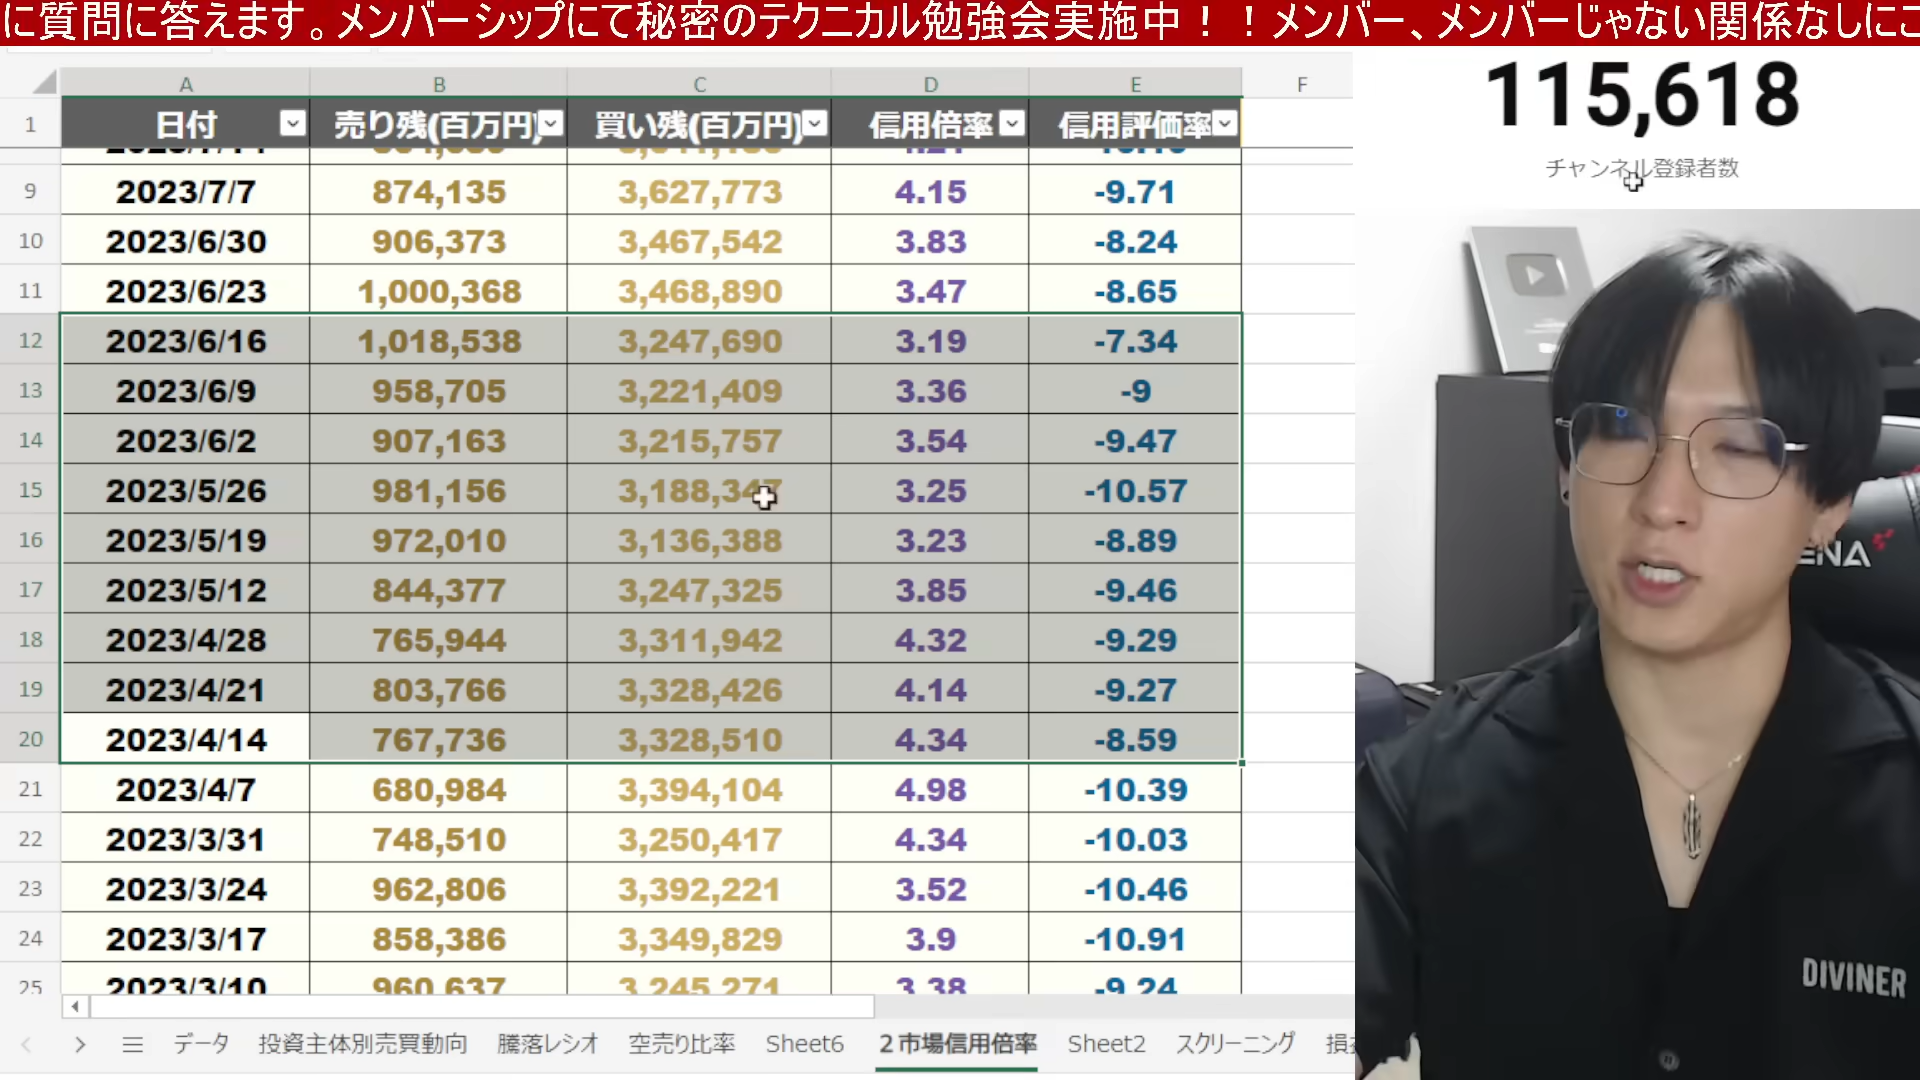 に質問に答えます。メンバーシップにて秘密のテクニカル勉強会実施中！！メンバー、メンバーじゃない関係なしにこ
115,618
チャンネル登録者数
A B C D E F
1 日付 売り残(百万円) 買い残(百万円) 信用倍率 信用評価率
9 2023/7/7 874,135 3,627,773 4.15 -9.71
10 2023/6/30 906,373 3,467,542 3.83 -8.24
11 2023/6/23 1,000,368 3,468,890 3.47 -8.65
12 2023/6/16 1,018,538 3,247,690 3.19 -7.34
13 2023/6/9 958,705 3,221,409 3.36 -9
14 2023/6/2 907,163 3,215,757 3.54 -9.47
15 2023/5/26 981,156 3,188,347 3.25 -10.57
16 2023/5/19 972,010 3,136,388 3.23 -8.89
17 2023/5/12 844,377 3,247,325 3.85 -9.46
18 2023/4/28 765,944 3,311,942 4.32 -9.29
19 2023/4/21 803,766 3,328,426 4.14 -9.27
20 2023/4/14 767,736 3,328,510 4.34 -8.59
21 2023/4/7 680,984 3,394,104 4.98 -10.39
22 2023/3/31 748,510 3,250,417 4.34 -10.03
23 2023/3/24 962,806 3,392,221 3.52 -10.46
24 2023/3/17 858,386 3,349,829 3.9 -10.91
25 2023/3/10 960,637 3,245,271 3.38 -9.24
データ 投資主体別売買動向 騰落レシオ 空売り比率 Sheet6 ２市場信用倍率 Sheet2 スクリーニング
ENA
DIVINER